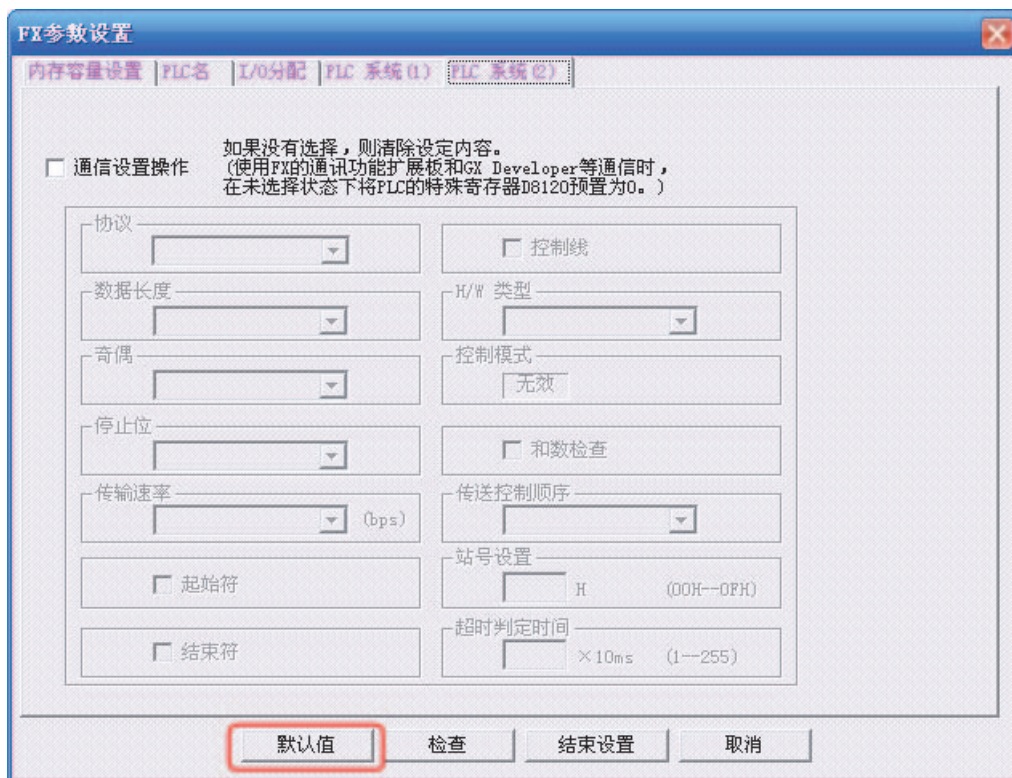 FX参数设置
内存容量设置 PLC名 I/O分配 PLC 系统(1) PLC 系统(2)
通信设置操作
如果没有选择，则清除设定内容。
(使用FX的通讯功能扩展板和GX Developer等通信时，
在未选择状态下将PLC的特殊寄存器D8120预置为0。)
协议
控制线
数据长度
H/W 类型
奇偶
控制模式
无效
停止位
和数检查
传输速率
(bps)
传送控制顺序
起始符
站号设置
H (00H--0FH)
结束符
超时判定时间
×10ms (1--255)
默认值 检查 结束设置 取消